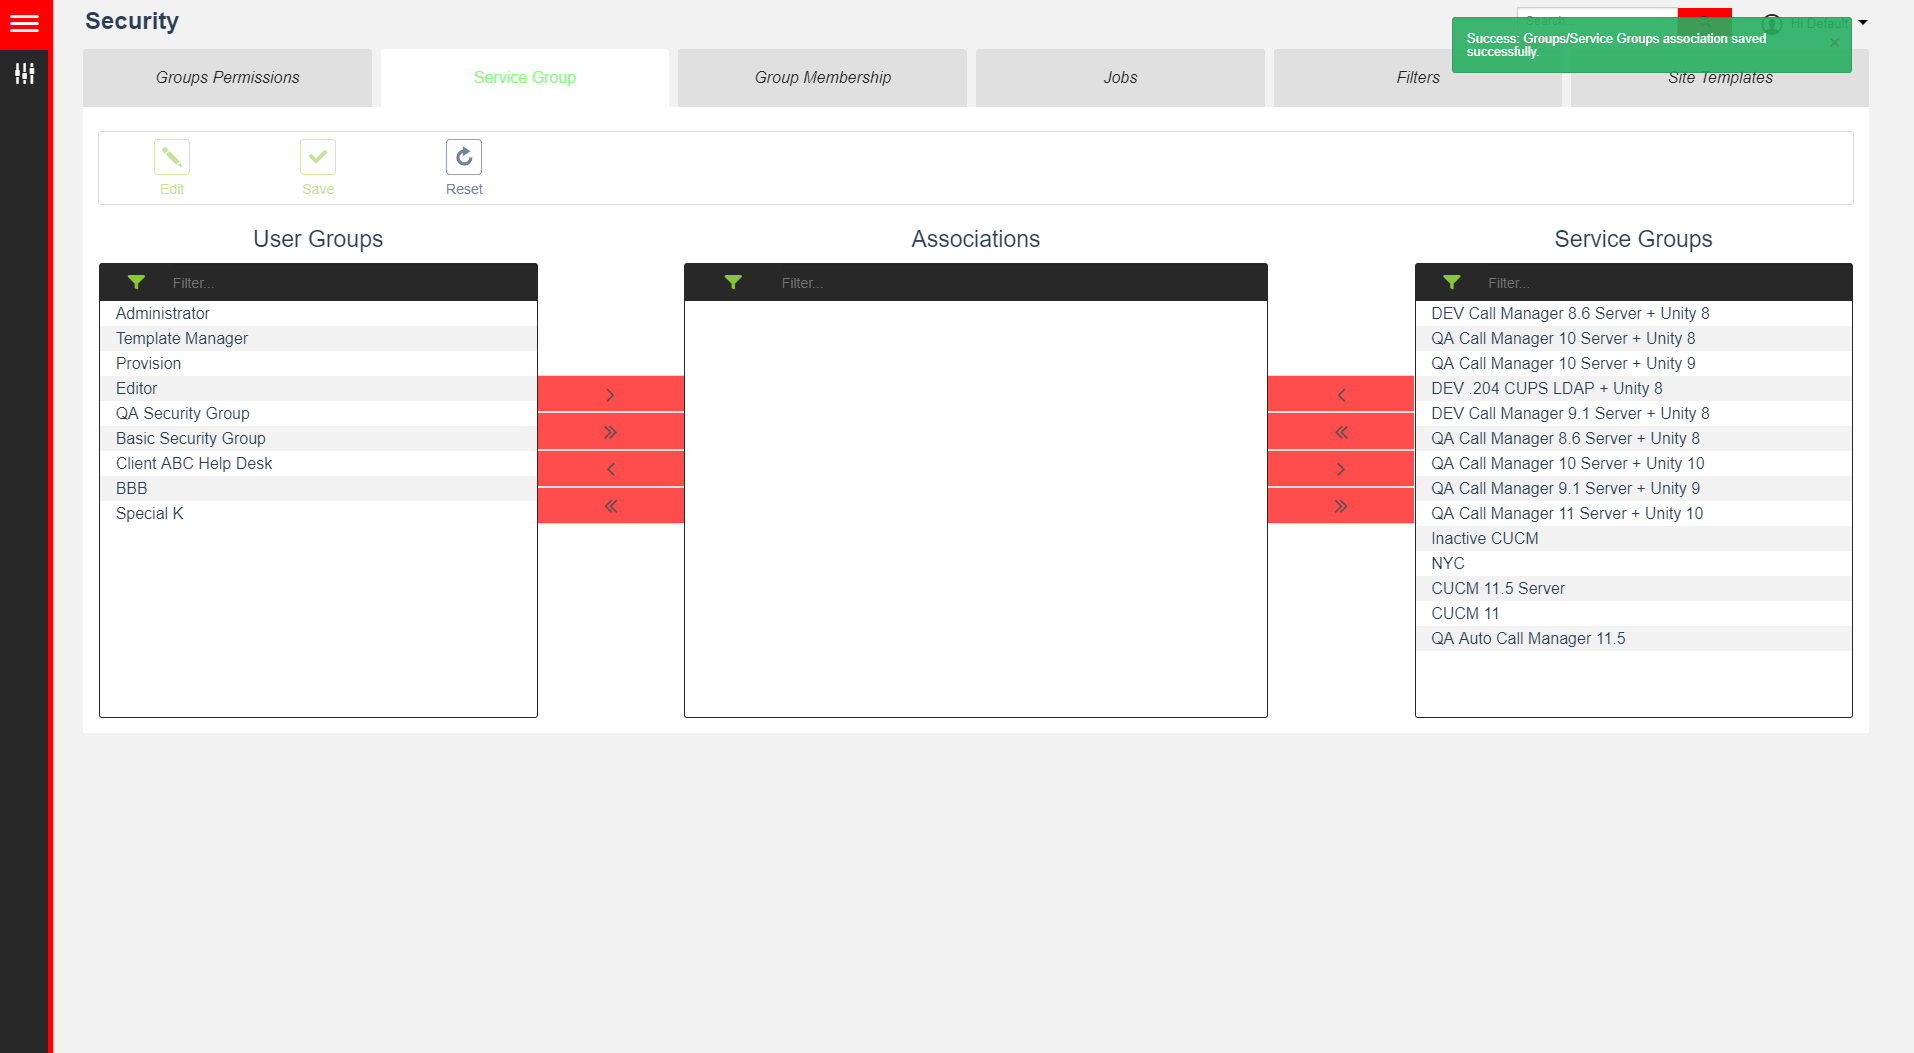 Security
Search...
Hi Default
Success: Groups/Service Groups association saved
successfully.
×
Groups Permissions
Service Group
Group Membership
Jobs
Filters
Site Templates
Edit
Save
Reset
User Groups
Associations
Service Groups
Filter...
Filter...
Filter...
Administrator
Template Manager
Provision
Editor
QA Security Group
Basic Security Group
Client ABC Help Desk
BBB
Special K
DEV Call Manager 8.6 Server + Unity 8
QA Call Manager 10 Server + Unity 8
QA Call Manager 10 Server + Unity 9
DEV .204 CUPS LDAP + Unity 8
DEV Call Manager 9.1 Server + Unity 8
QA Call Manager 8.6 Server + Unity 8
QA Call Manager 10 Server + Unity 10
QA Call Manager 9.1 Server + Unity 9
QA Call Manager 11 Server + Unity 10
Inactive CUCM
NYC
CUCM 11.5 Server
CUCM 11
QA Auto Call Manager 11.5